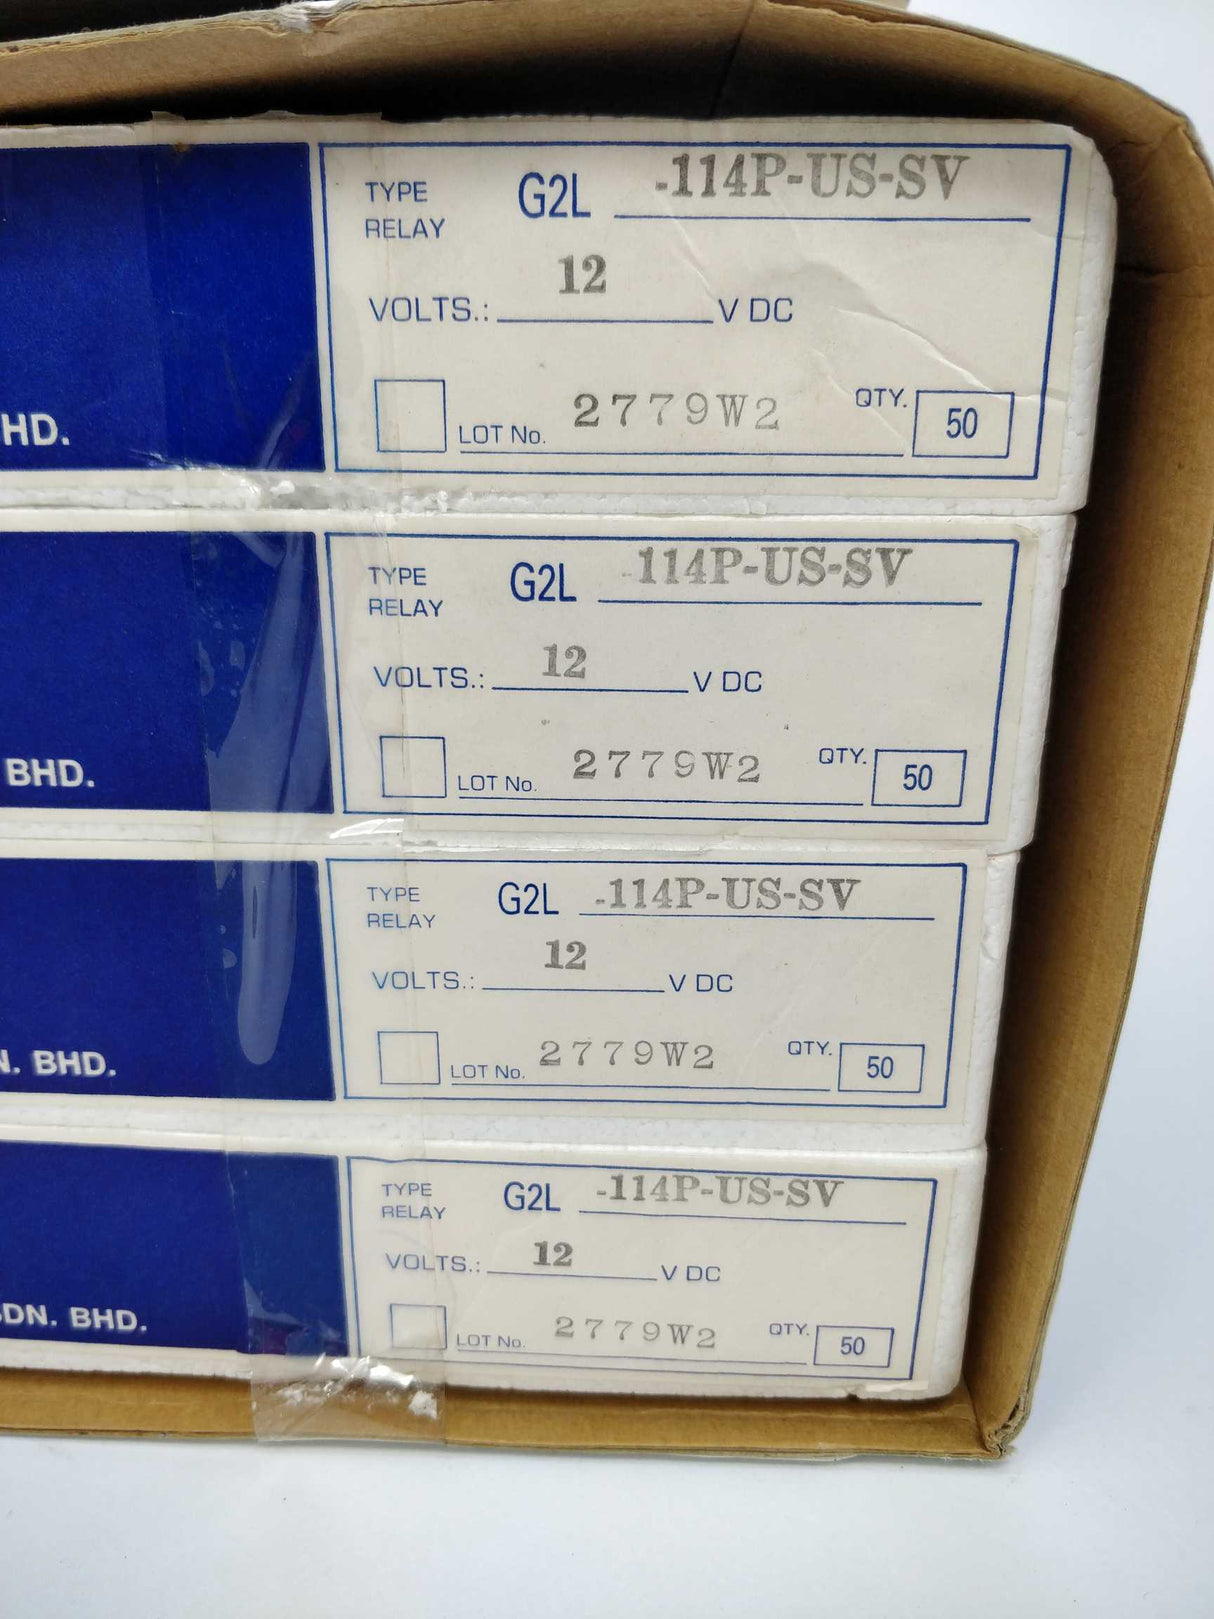 TYPE RELAY G2L -114P-US-SV
VOLTS.: 12 V DC
LOT No. 2779W2 QTY. 50
HD.
TYPE RELAY G2L -114P-US-SV
VOLTS.: 12 V DC
LOT No. 2779W2 QTY. 50
BHD.
TYPE RELAY G2L -114P-US-SV
VOLTS.: 12 V DC
LOT No. 2779W2 QTY. 50
N. BHD.
TYPE RELAY G2L -114P-US-SV
VOLTS.: 12 V DC
LOT No. 2779W2 QTY. 50
SDN. BHD.